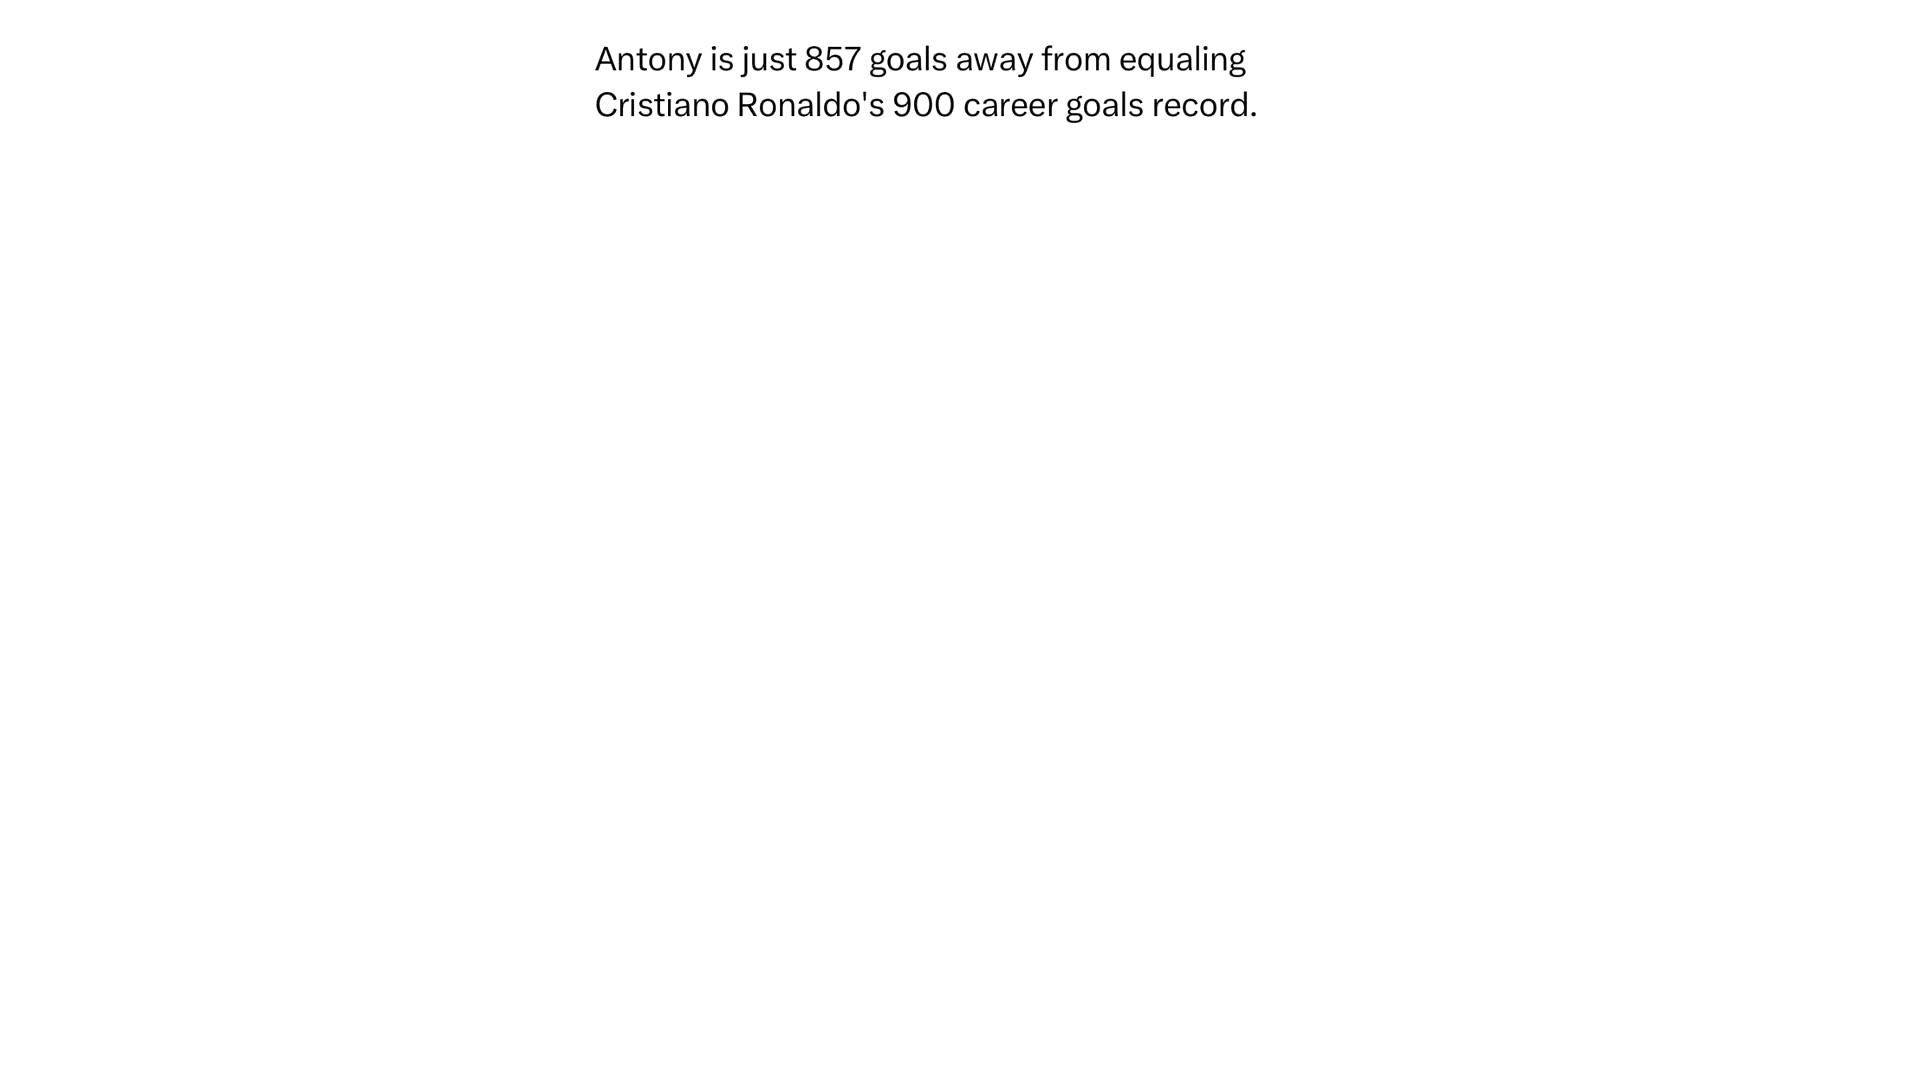 Antony is just 857 goals away from equaling
Cristiano Ronaldo's 900 career goals record.